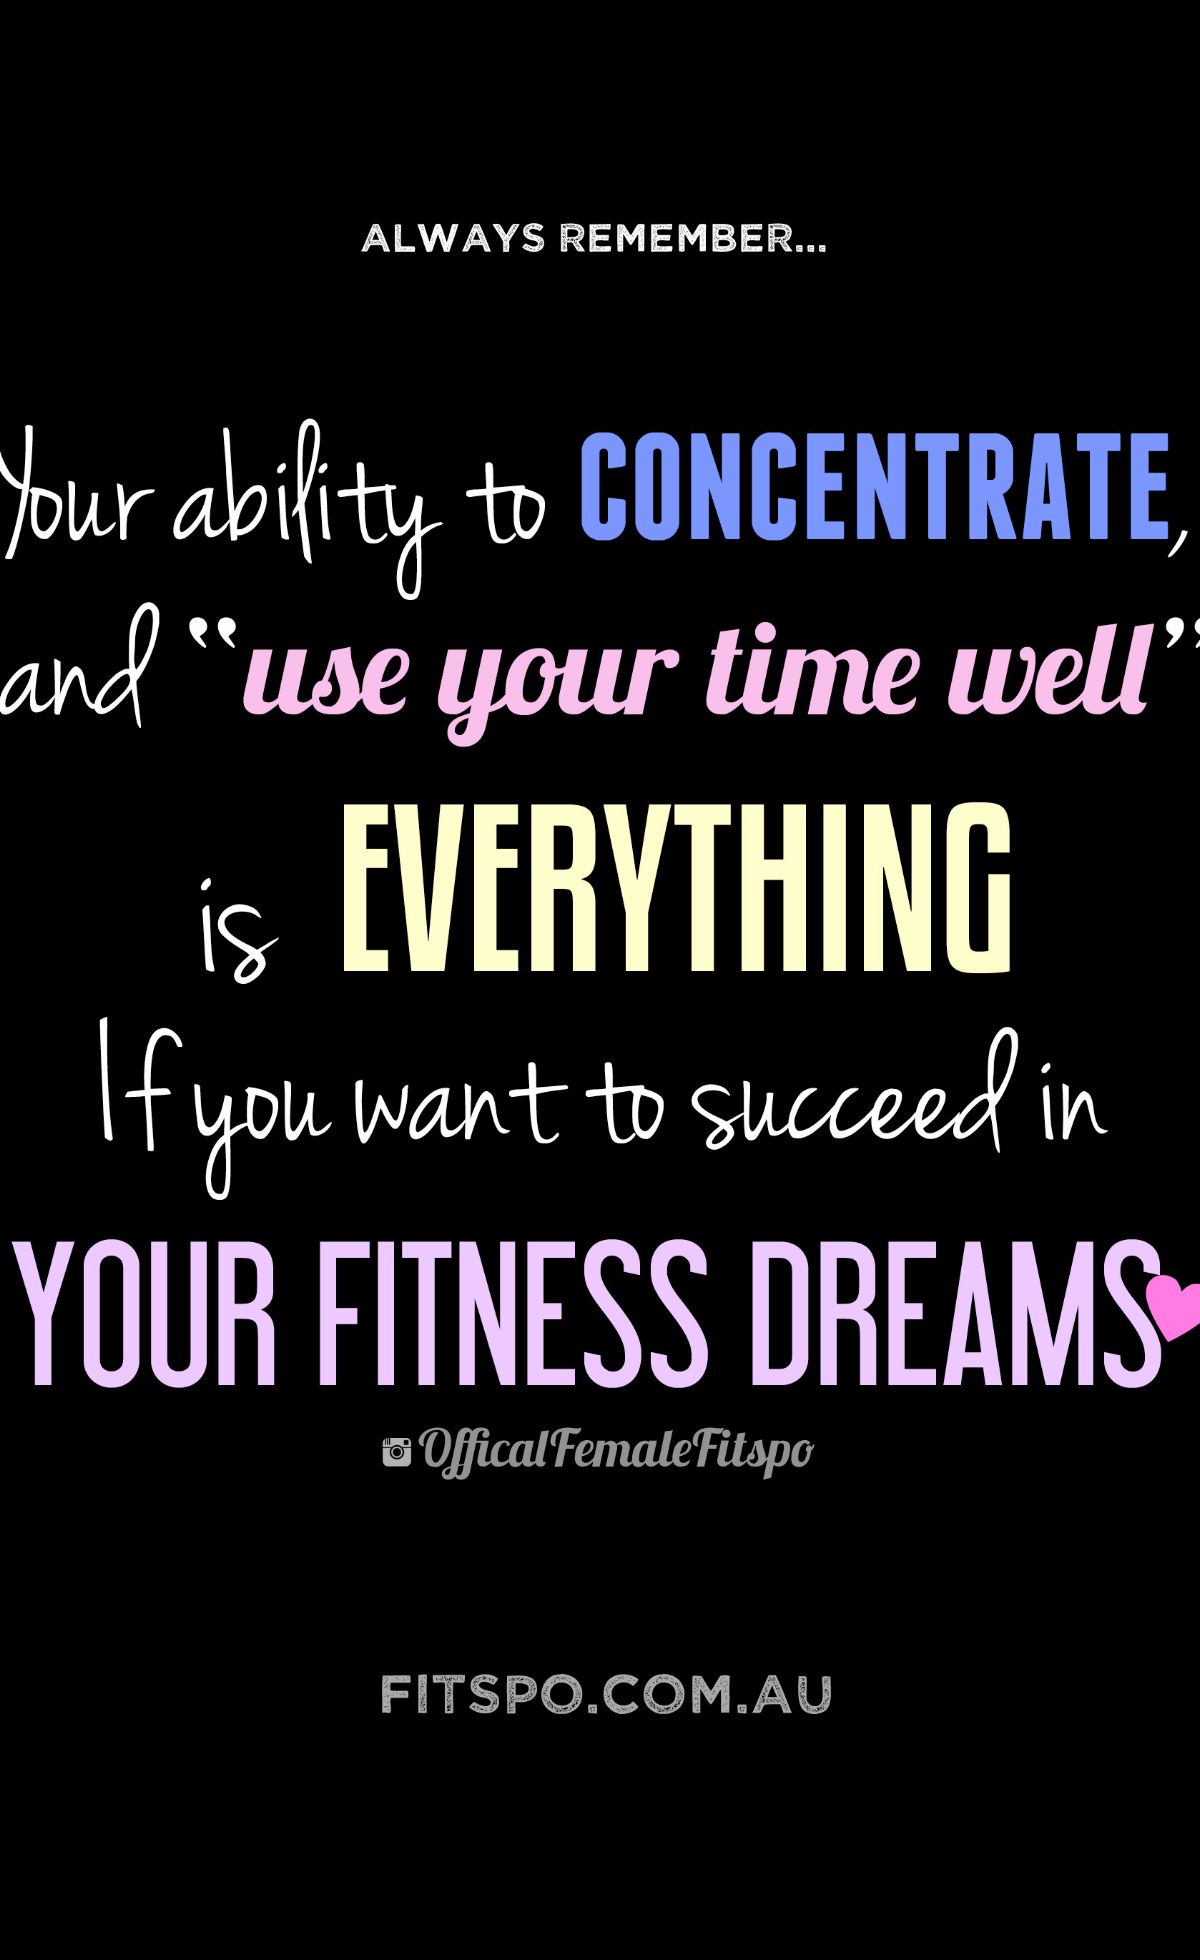 ALWAYS REMEMBER...
Your ability to CONCENTRATE,
and "use your time well"
is EVERYTHING
If you want to succeed in
YOUR FITNESS DREAMS
OfficalFemaleFitspo
FITSPO.COM.AU